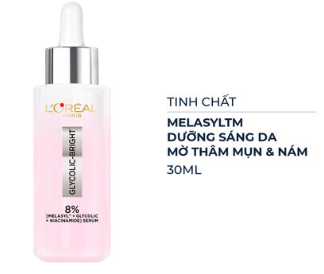 L'ORÉAL
PARIS
GLYCOLIC-BRIGHT
8%
[MELASYL™ + GLYCOLIC
+ NIACINAMIDE] SERUM
TINH CHẤT
MELASYLTM
DƯỠNG SÁNG DA
MỜ THÂM MỤN & NÁM
30ML